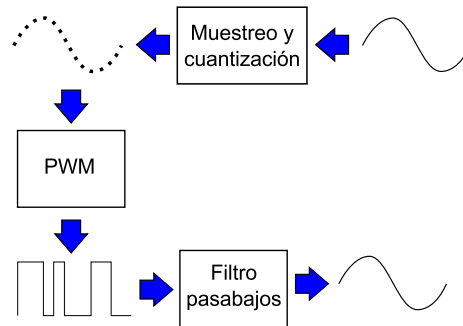 Muestreo y
cuantización
PWM
Filtro
pasabajos